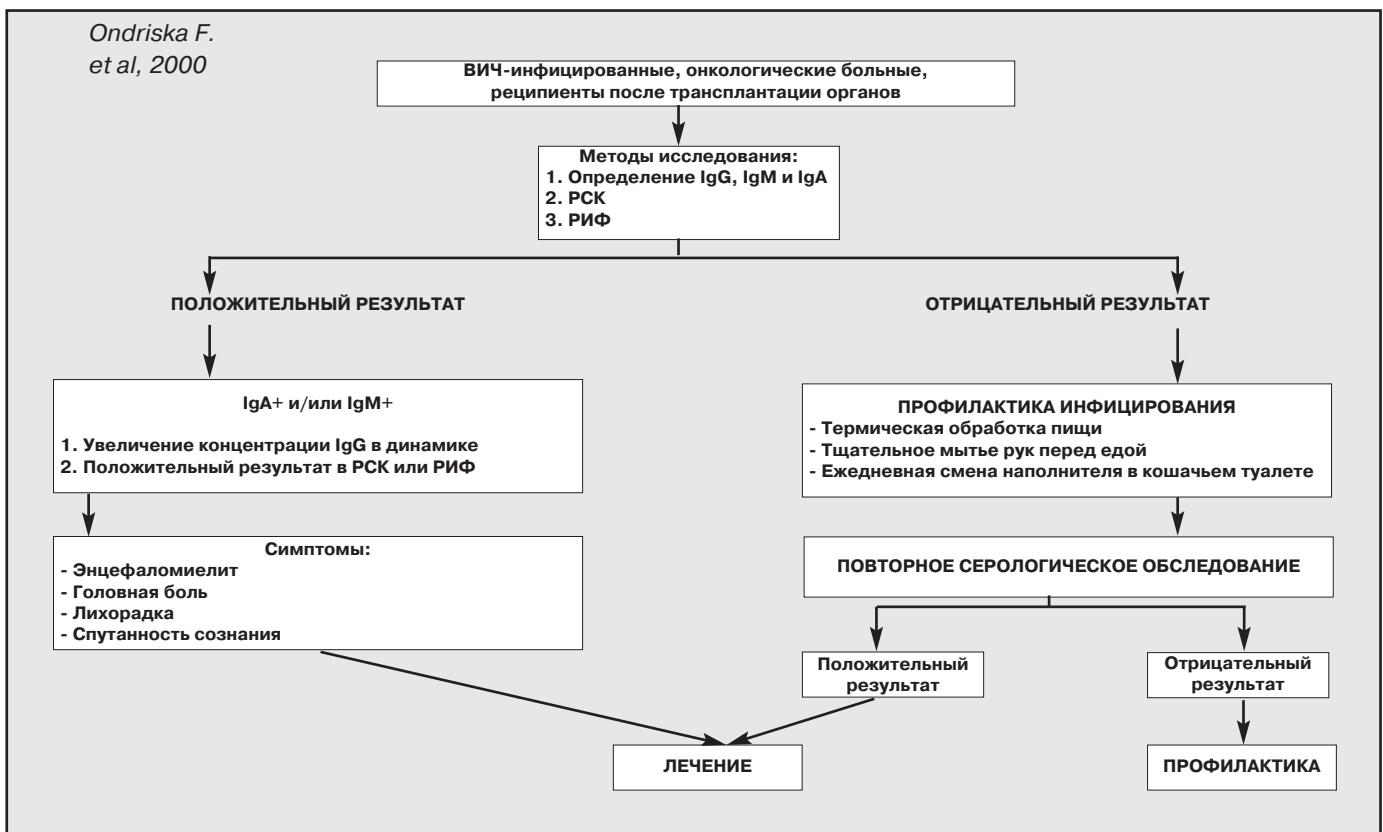 Ondriska F.
et al, 2000
ВИЧ-инфицированные, онкологические больные,
реципиенты после трансплантации органов
Методы исследования:
1. Определение IgG, IgM и IgA
2. РСК
3. РИФ
ПОЛОЖИТЕЛЬНЫЙ РЕЗУЛЬТАТ
ОТРИЦАТЕЛЬНЫЙ РЕЗУЛЬТАТ
IgA+ и/или IgM+
1. Увеличение концентрации IgG в динамике
2. Положительный результат в РСК или РИФ
ПРОФИЛАКТИКА ИНФИЦИРОВАНИЯ
- Термическая обработка пищи
- Тщательное мытье рук перед едой
- Ежедневная смена наполнителя в кошачьем туалете
Симптомы:
- Энцефаломиелит
- Головная боль
- Лихорадка
- Спутанность сознания
ПОВТОРНОЕ СЕРОЛОГИЧЕСКОЕ ОБСЛЕДОВАНИЕ
Положительный
результат
Отрицательный
результат
ЛЕЧЕНИЕ
ПРОФИЛАКТИКА